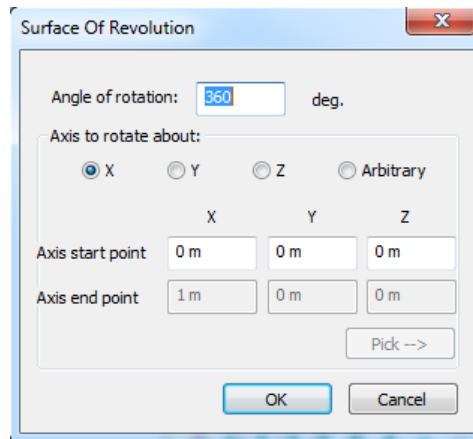 Surface Of Revolution
Angle of rotation: 360 deg.
Axis to rotate about:
X Y Z Arbitrary
X Y Z
Axis start point 0 m 0 m 0 m
Axis end point 1 m 0 m 0 m
Pick -->
OK Cancel